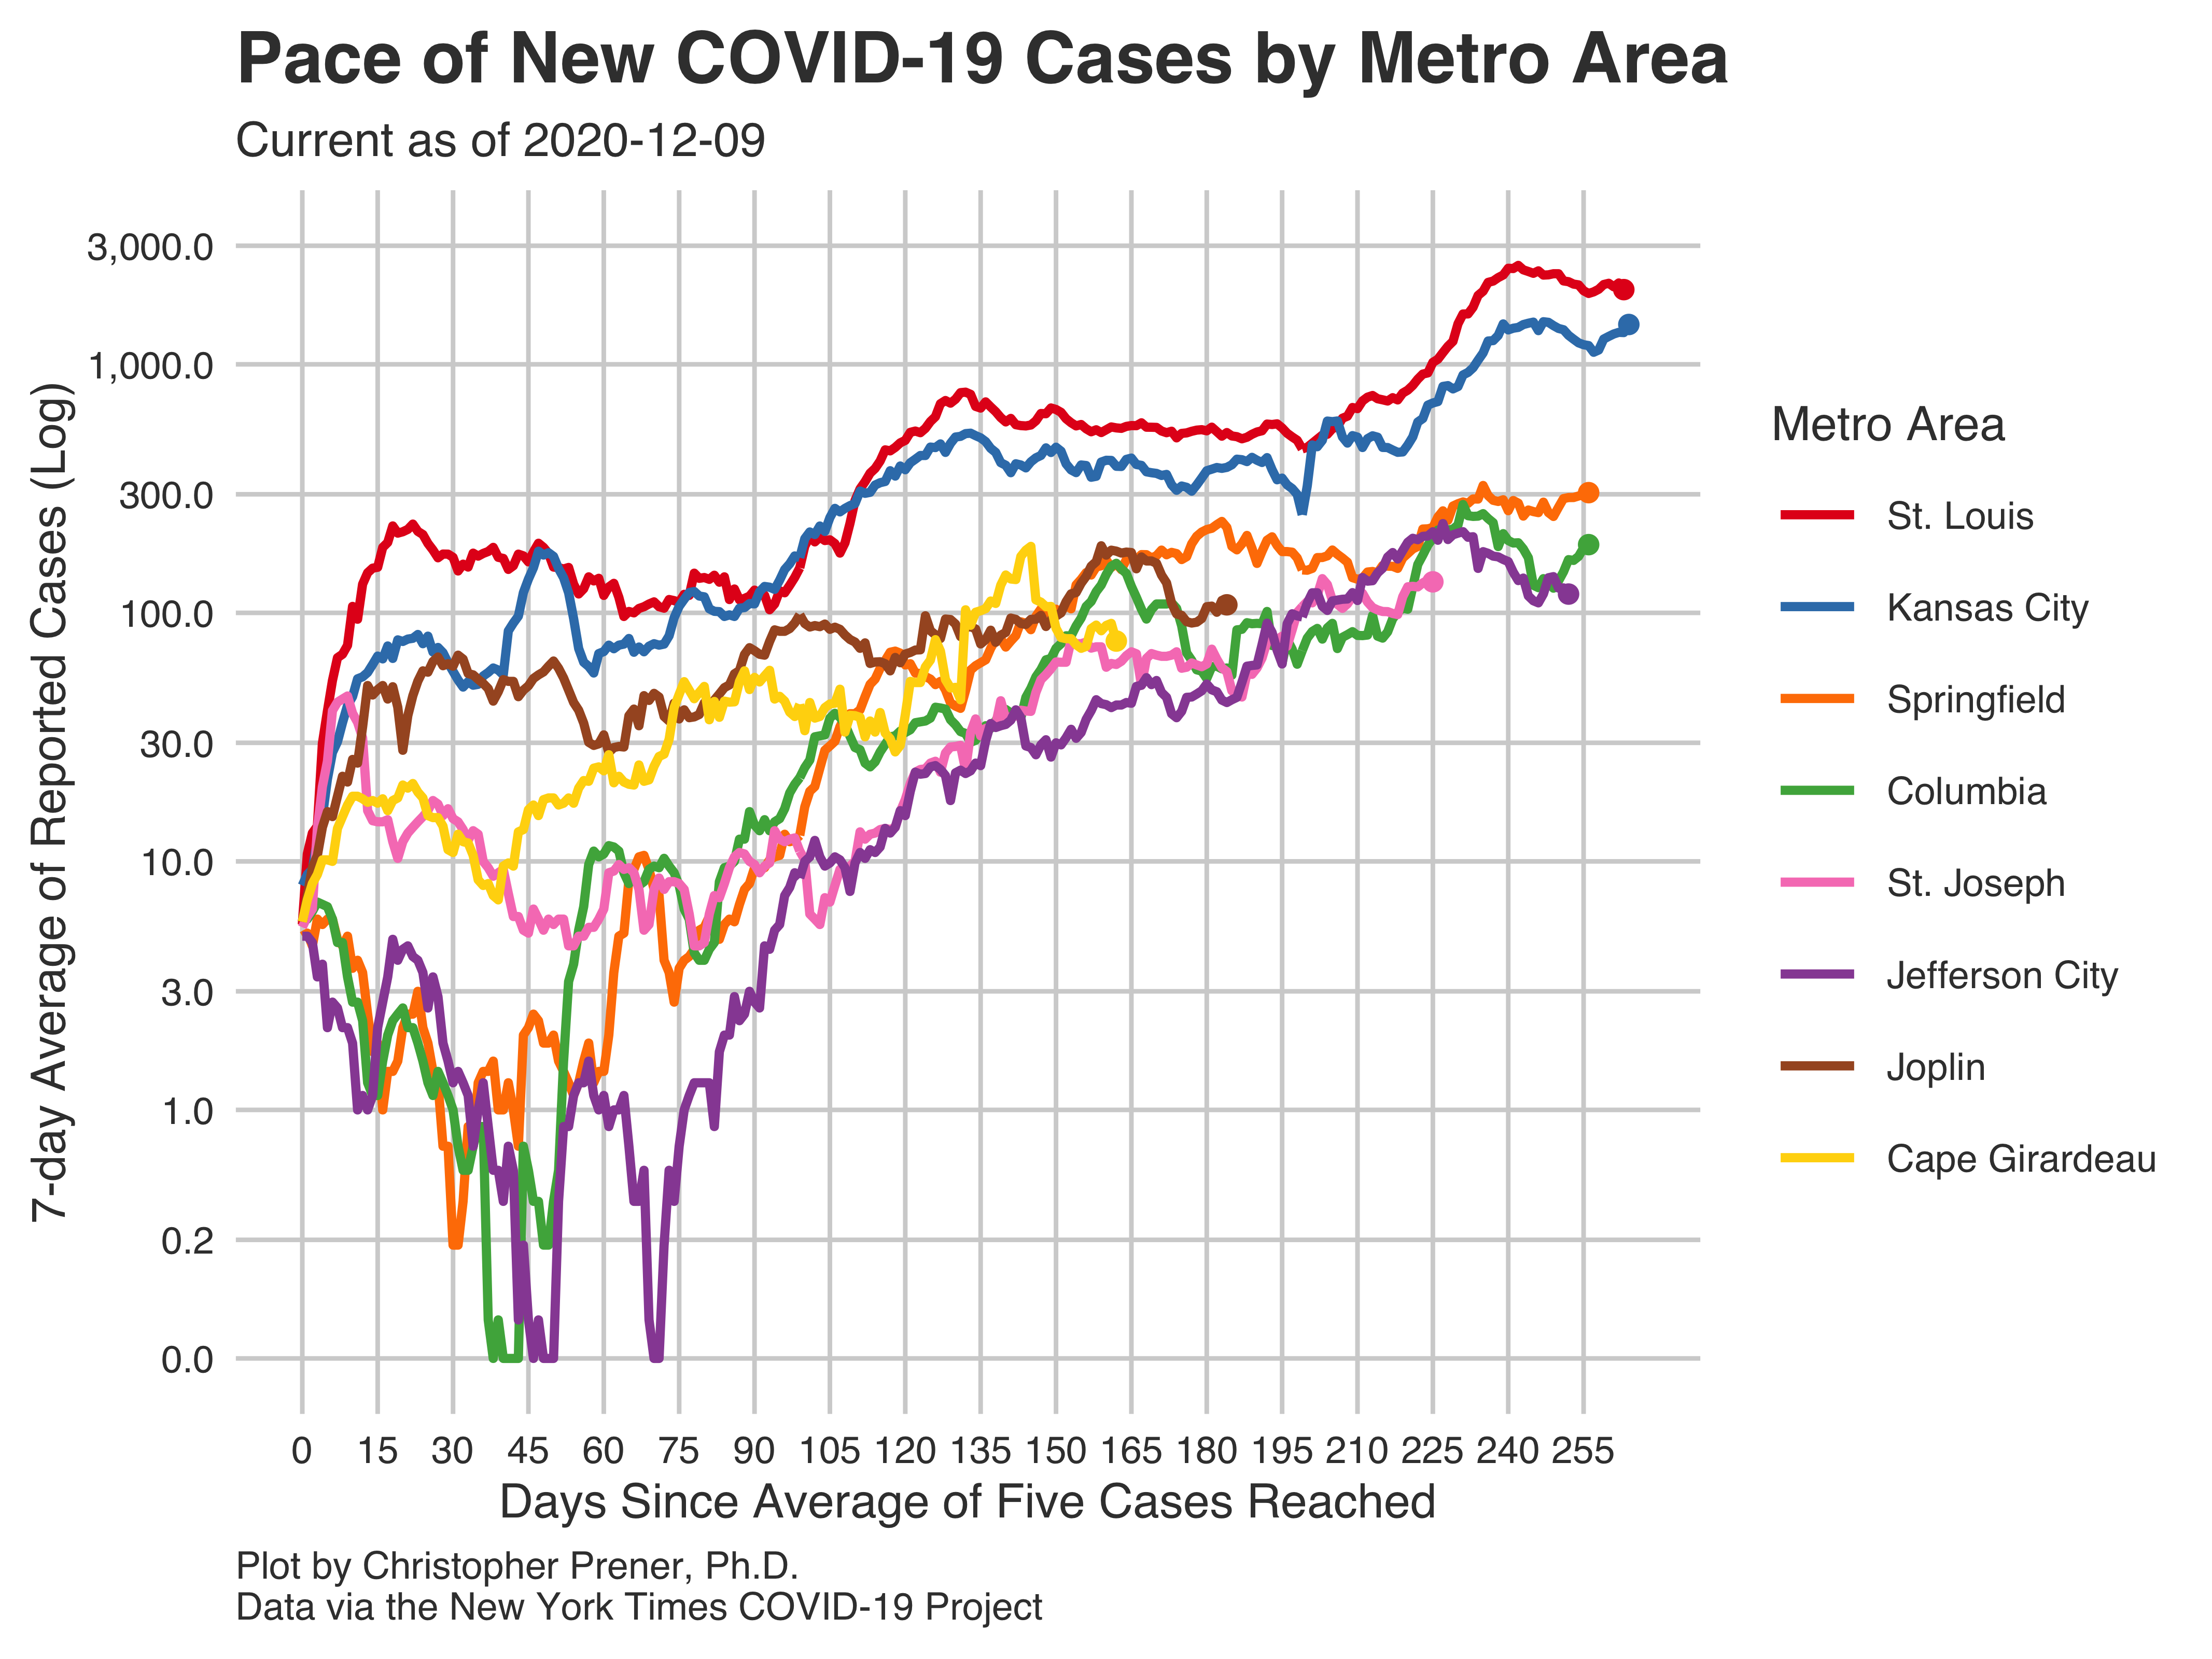 Pace of New COVID-19 Cases by Metro Area
Current as of 2020-12-09
7-day Average of Reported Cases (Log)
3,000.0
1,000.0
300.0
100.0
30.0
10.0
3.0
1.0
0.2
0.0
0 15 30 45 60 75 90 105 120 135 150 165 180 195 210 225 240 255
Days Since Average of Five Cases Reached
Metro Area
St. Louis
Kansas City
Springfield
Columbia
St. Joseph
Jefferson City
Joplin
Cape Girardeau
Plot by Christopher Prener, Ph.D.
Data via the New York Times COVID-19 Project